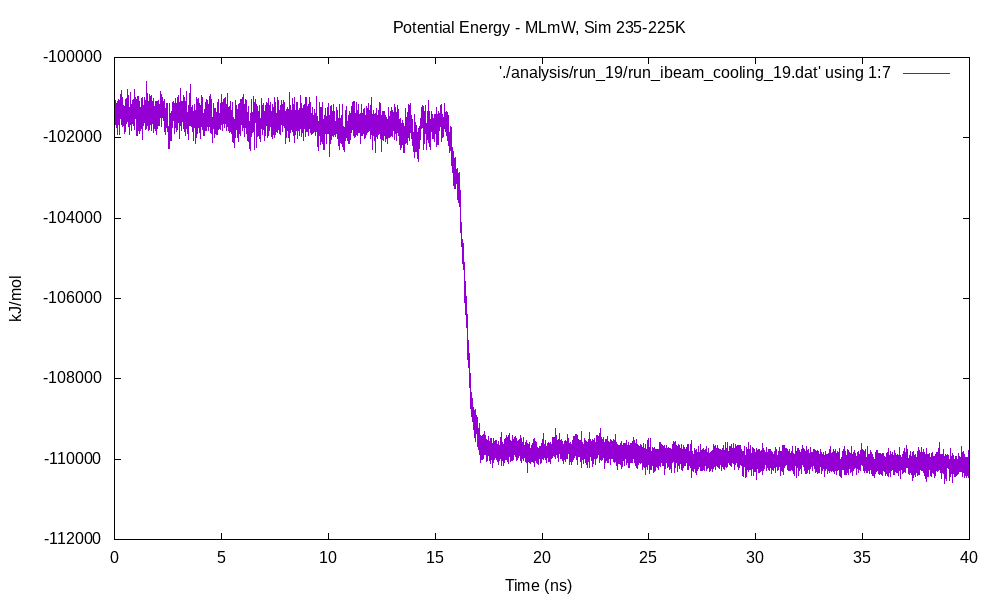 Potential Energy - MLmW, Sim 235-225K
'./analysis/run_19/run_ibeam_cooling_19.dat' using 1:7
-100000
-102000
-104000
-106000
-108000
-110000
-112000
kJ/mol
0 5 10 15 20 25 30 35 40
Time (ns)